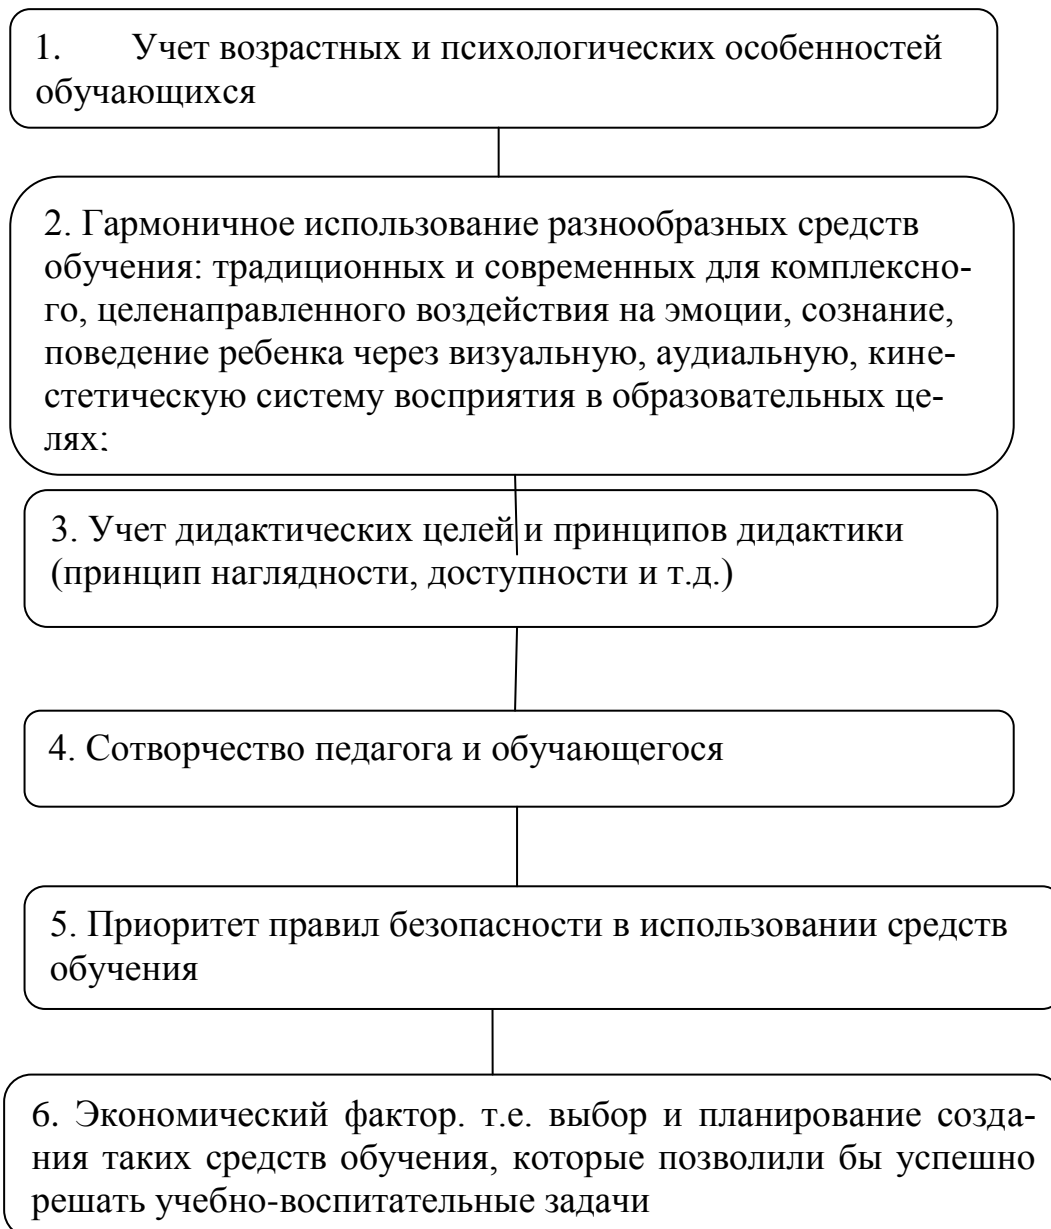 1. Учет возрастных и психологических особенностей
обучающихся
2. Гармоничное использование разнообразных средств
обучения: традиционных и современных для комплексно-
го, целенаправленного воздействия на эмоции, сознание,
поведение ребенка через визуальную, аудиальную, кине-
стетическую систему восприятия в образовательных це-
лях;
3. Учет дидактических целей и принципов дидактики
(принцип наглядности, доступности и т.д.)
4. Сотворчество педагога и обучающегося
5. Приоритет правил безопасности в использовании средств
обучения
6. Экономический фактор. т.е. выбор и планирование созда-
ния таких средств обучения, которые позволили бы успешно
решать учебно-воспитательные задачи